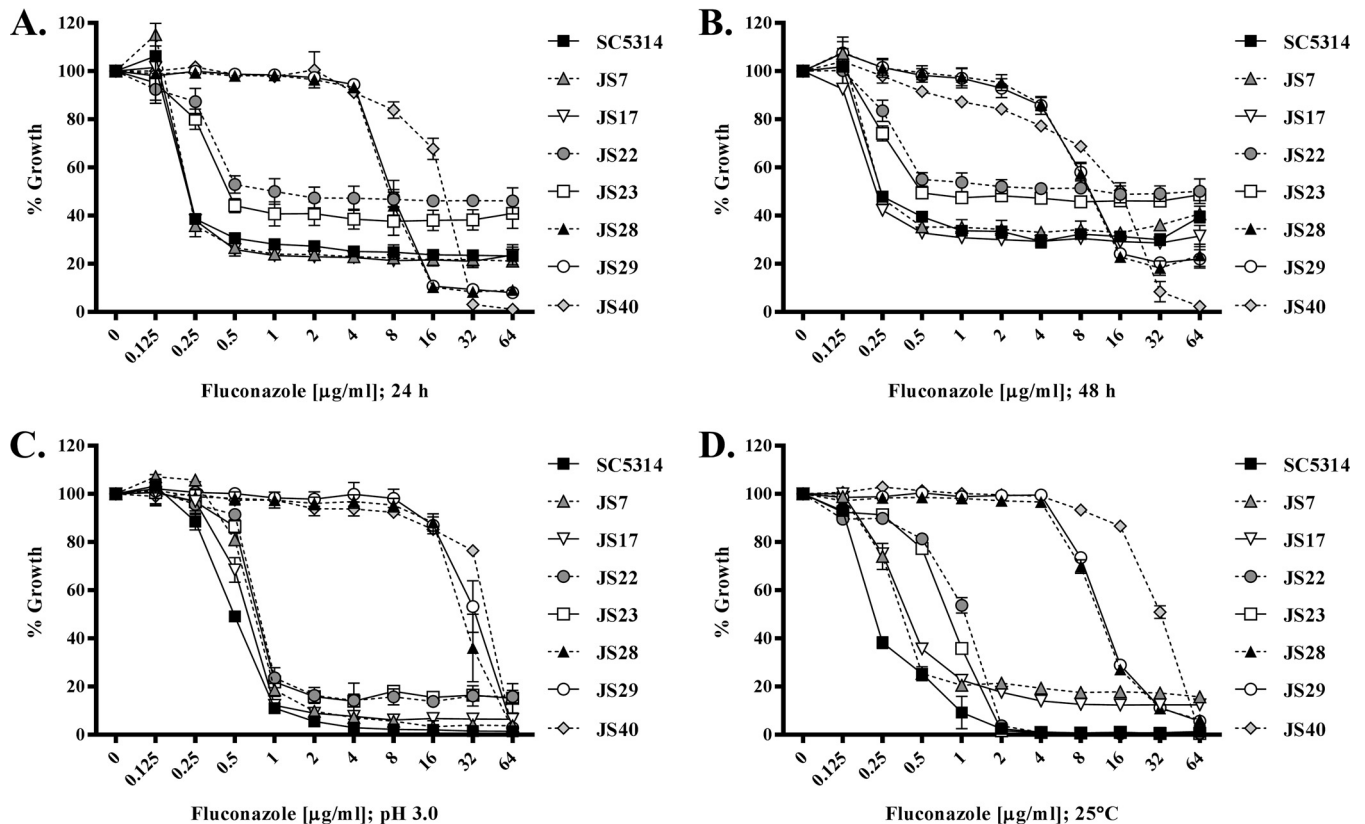 A.
120
100
80
60
40
20
0
% Growth
0 0.125 0.25 0.5 1 2 4 8 16 32 64
Fluconazole [µg/ml]; 24 h
SC5314
JS7
JS17
JS22
JS23
JS28
JS29
JS40
B.
120
100
80
60
40
20
0
% Growth
0 0.125 0.25 0.5 1 2 4 8 16 32 64
Fluconazole [µg/ml]; 48 h
SC5314
JS7
JS17
JS22
JS23
JS28
JS29
JS40
C.
120
100
80
60
40
20
0
% Growth
0 0.125 0.25 0.5 1 2 4 8 16 32 64
Fluconazole [µg/ml]; pH 3.0
SC5314
JS7
JS17
JS22
JS23
JS28
JS29
JS40
D.
120
100
80
60
40
20
0
% Growth
0 0.125 0.25 0.5 1 2 4 8 16 32 64
Fluconazole [µg/ml]; 25°C
SC5314
JS7
JS17
JS22
JS23
JS28
JS29
JS40